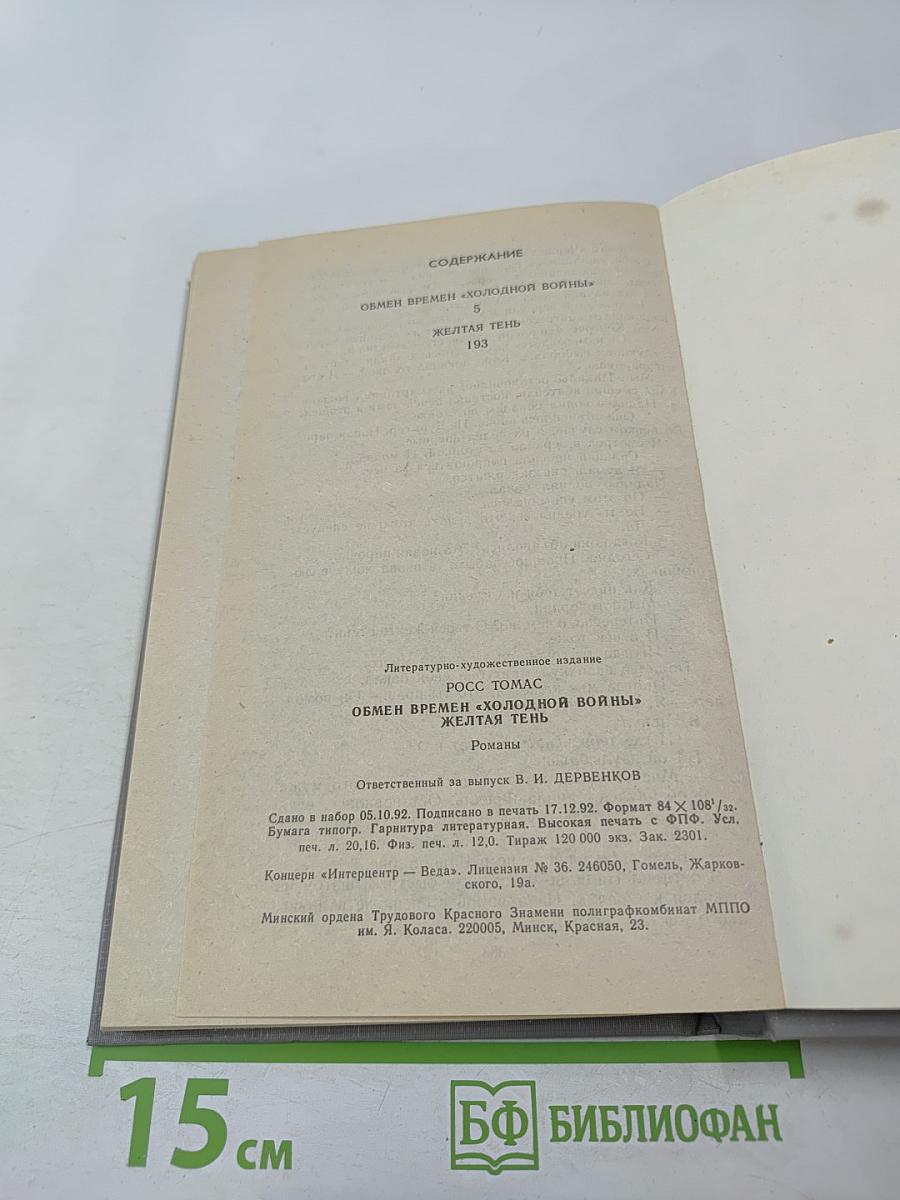 СОДЕРЖАНИЕ
ОБМЕН ВРЕМЕН «ХОЛОДНОЙ ВОЙНЫ»
5
ЖЕЛТАЯ ТЕНЬ
193
Литературно-художественное издание
РОСС ТОМАС
ОБМЕН ВРЕМЕН «ХОЛОДНОЙ ВОЙНЫ»
ЖЕЛТАЯ ТЕНЬ
Романы
Ответственный за выпуск В. И. ДЕРВЕНКОВ
Сдано в набор 05.10.92. Подписано в печать 17.12.92. Формат 84×108¹/₃₂.
Бумага типогр. Гарнитура литературная. Высокая печать с ФПФ. Усл.
печ. л. 20,16. Физ. печ. л. 12,0. Тираж 120 000 экз. Зак. 2301.
Концерн «Интерцентр — Веда». Лицензия № 36. 246050, Гомель, Жарков-
ского, 19а.
Минский ордена Трудового Красного Знамени полиграфкомбинат МППО
им. Я. Коласа. 220005, Минск, Красная, 23.
15 см
БФ БИБЛИОФАН